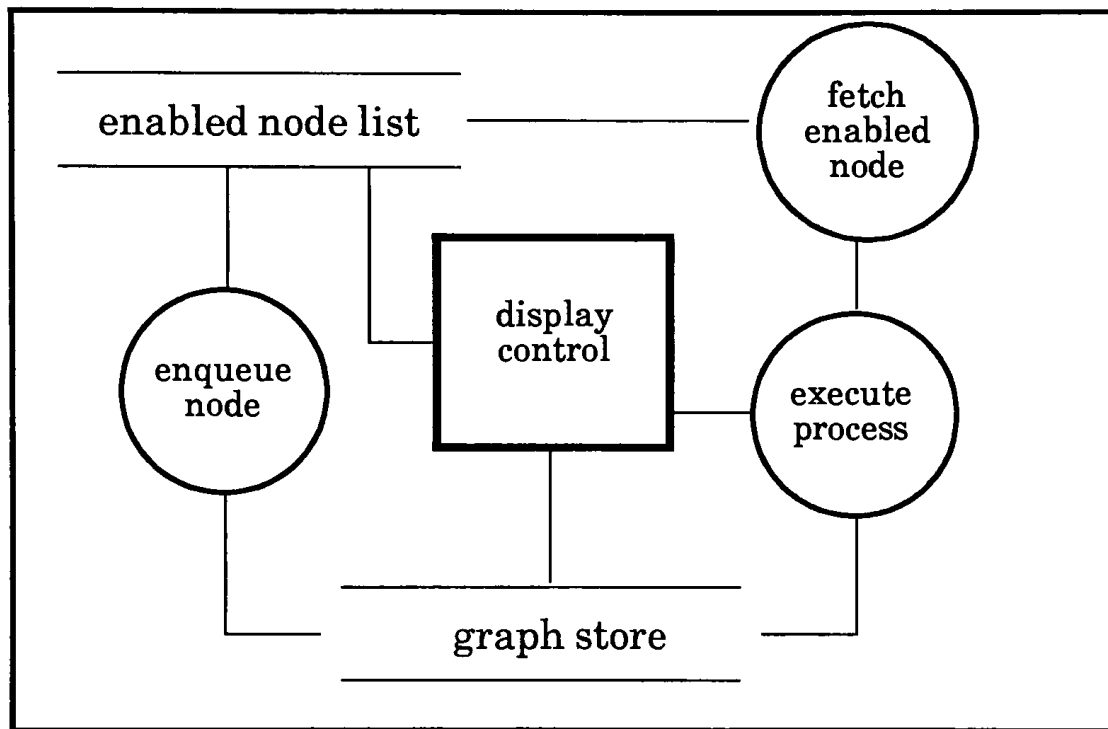 enabled node list
fetch
enabled
node
display
control
enqueue
node
execute
process
graph store